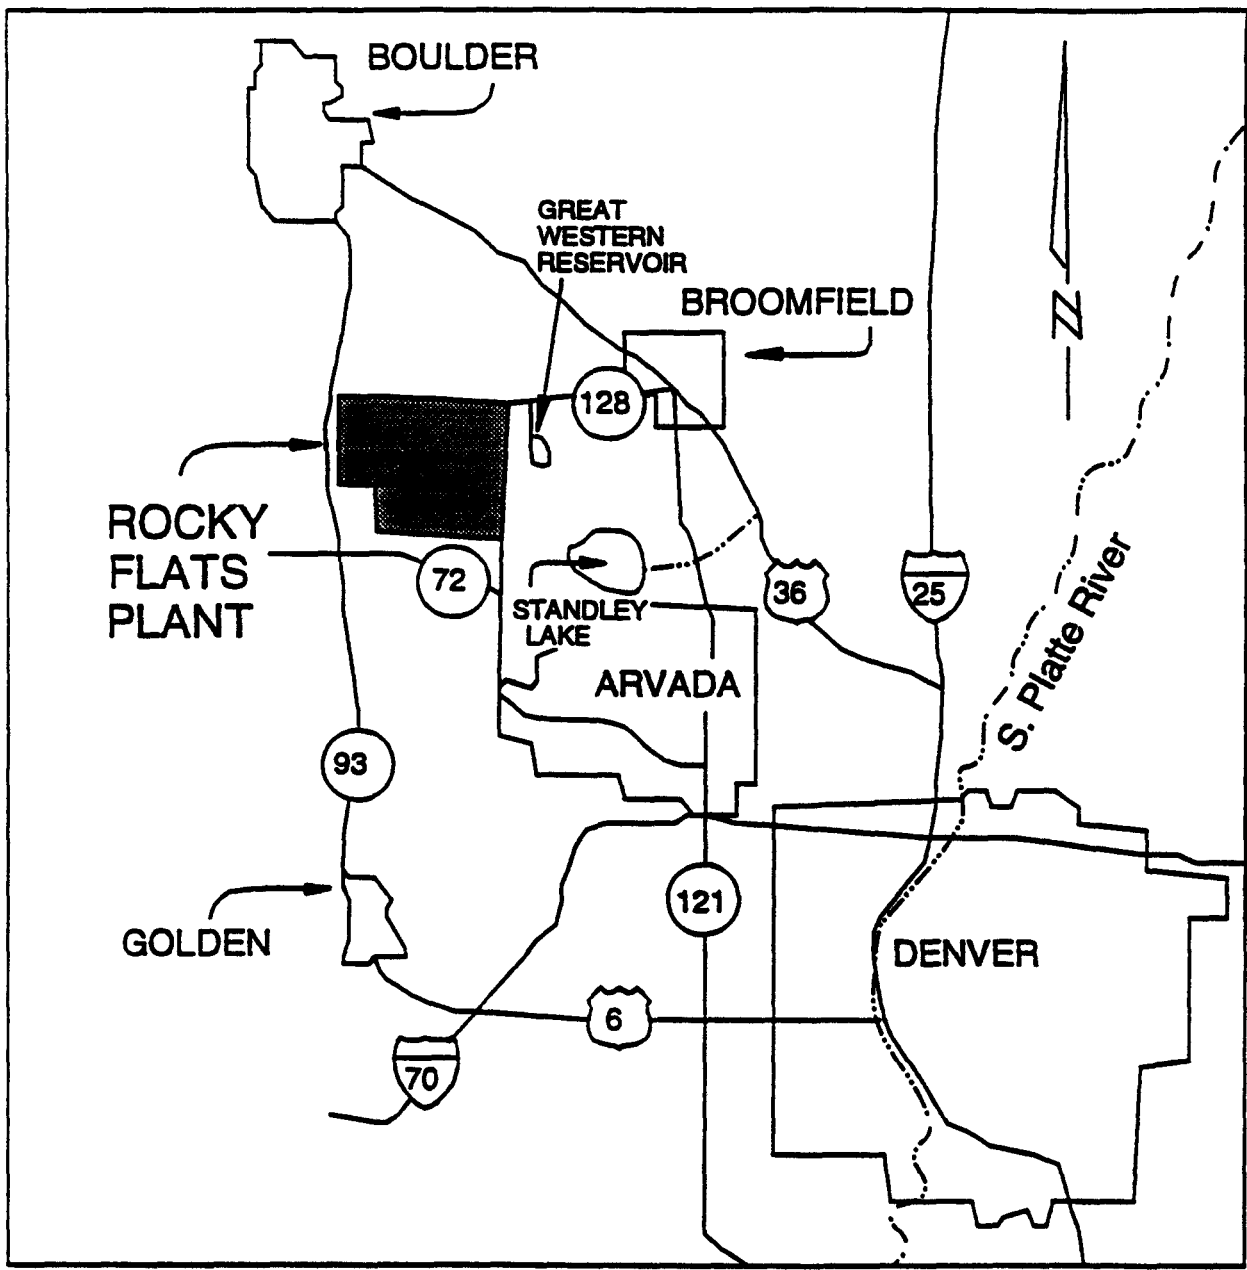 BOULDER
GREAT
WESTERN
RESERVOIR
BROOMFIELD
N
128
ROCKY
FLATS
PLANT
72
STANDLEY
LAKE
36
25
S. Platte River
ARVADA
93
121
GOLDEN
DENVER
6
70